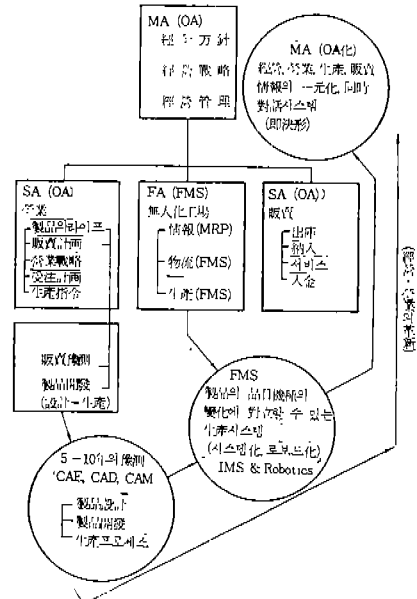 MA (OA)
經營方針
經營戰略
經營管理
MA (OA化)
經營, 營業, 生產, 販賣
情報의 一元化, 同時
對話시스템
(卽決形)
SA (OA)
營業
製品의 라이프
販賣計画
營業戰略
受注計画
生產指令
FA (FMS)
無人化工場
情報(MRP)
物流(FMS)
生產(FMS)
SA (OA))
販賣
出庫
納入
서비스
入金
販賣豫測
製品開發
(設計－生產)
FMS
製品의 品目機種의
變化에 對應할 수 있는
生產시스템
(시스템化, 로보트化)
IMS & Robotics
5－10年의 豫測
CAE, CAD, CAM
製品設計
製品開發
生產프로세스